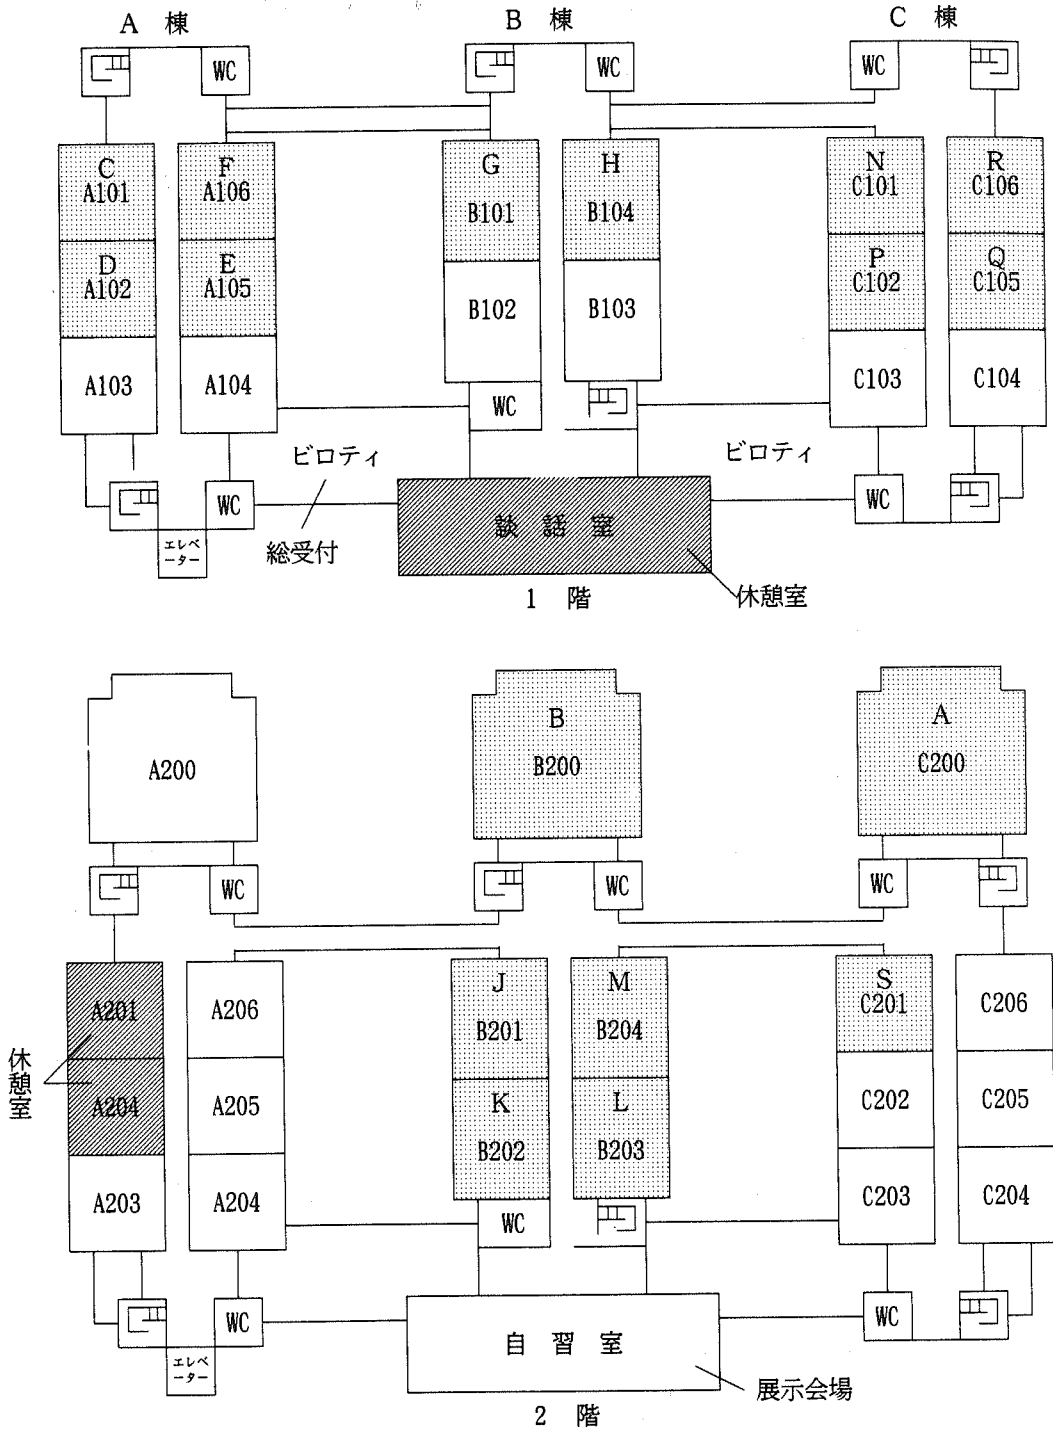 A 棟 B 棟 C 棟
WC WC WC
C F G H N R
A101 A106 B101 B104 C101 C106
D E P Q
A102 A105 C102 C105
B102 B103
A103 A104 WC C103 C104
ピロティ ピロティ
WC WC
エレベ
ーター
総受付
談 話 室
休憩室
1 階
B A
A200 B200 C200
WC WC WC
J M S
A201 A206 B201 B204 C201 C206
休憩室
K L
A204 A205 B202 B203 C202 C205
A203 A204 WC C203 C204
WC WC
エレベ
ーター
自 習 室
展示会場
2 階